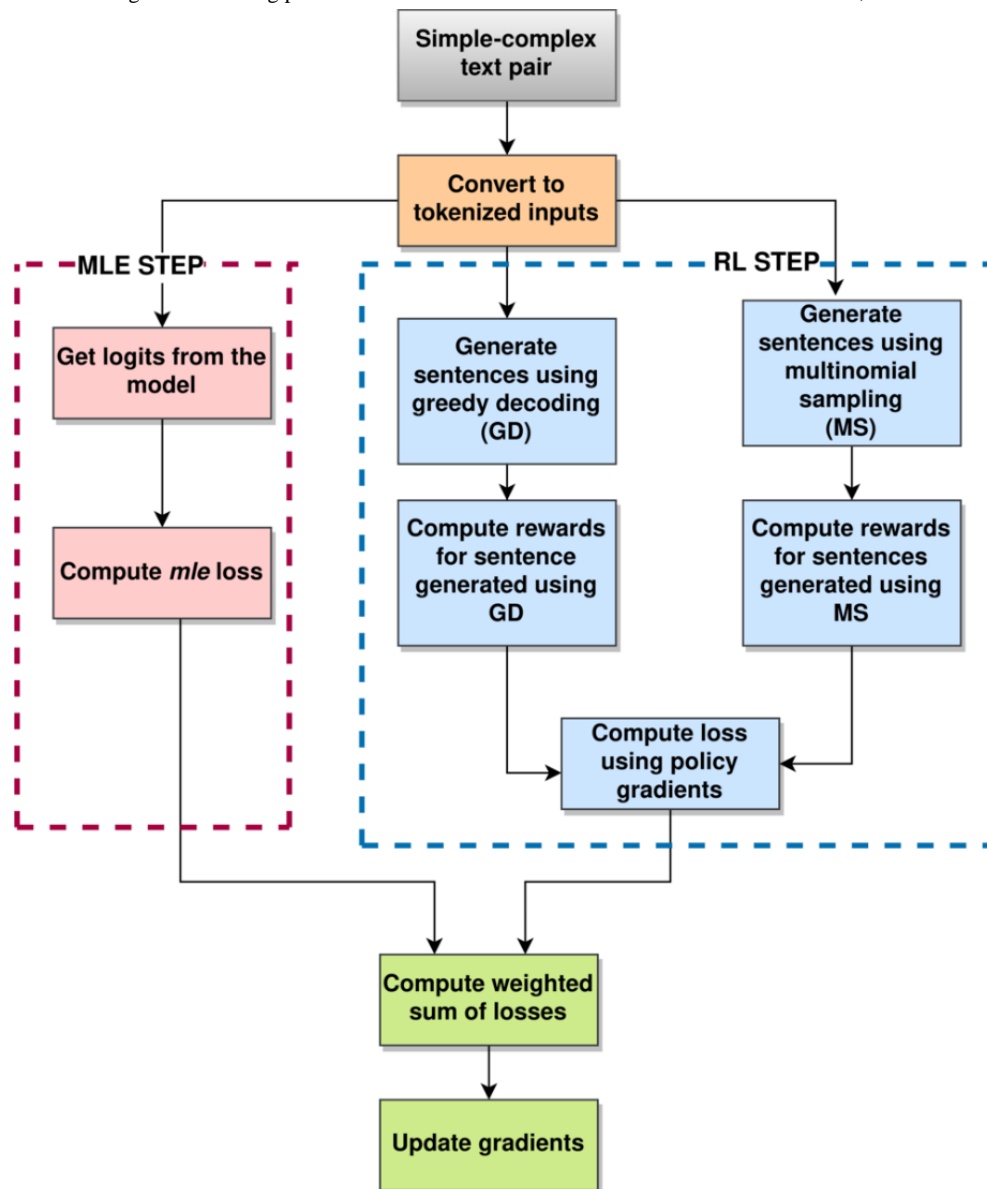 Simple-complex
text pair
Convert to
tokenized inputs
MLE STEP
RL STEP
Get logits from the
model
Compute mle loss
Generate
sentences using
greedy decoding
(GD)
Compute rewards
for sentence
generated using
GD
Generate
sentences using
multinomial
sampling
(MS)
Compute rewards
for sentences
generated using
MS
Compute loss
using policy
gradients
Compute weighted
sum of losses
Update gradients